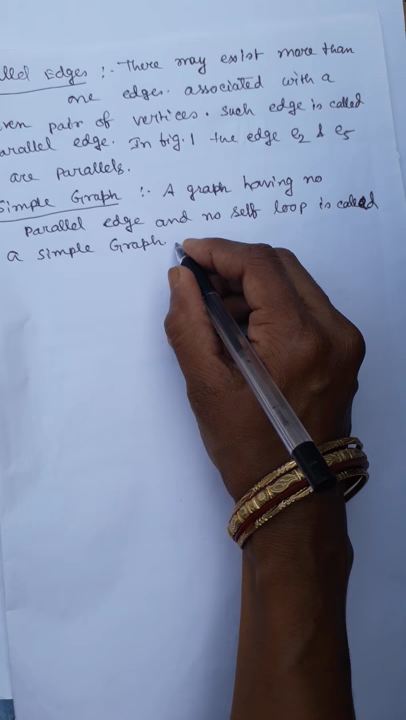 llel Edges :- There may exist more than
one edges. associated with a
ven pair of vertices. such edge is called
arallel edge. In fig. 1 the edge e2 & e5
are parallels.
Simple Graph :- A graph having no
parallel edge and no self loop is called
a simple Graph.